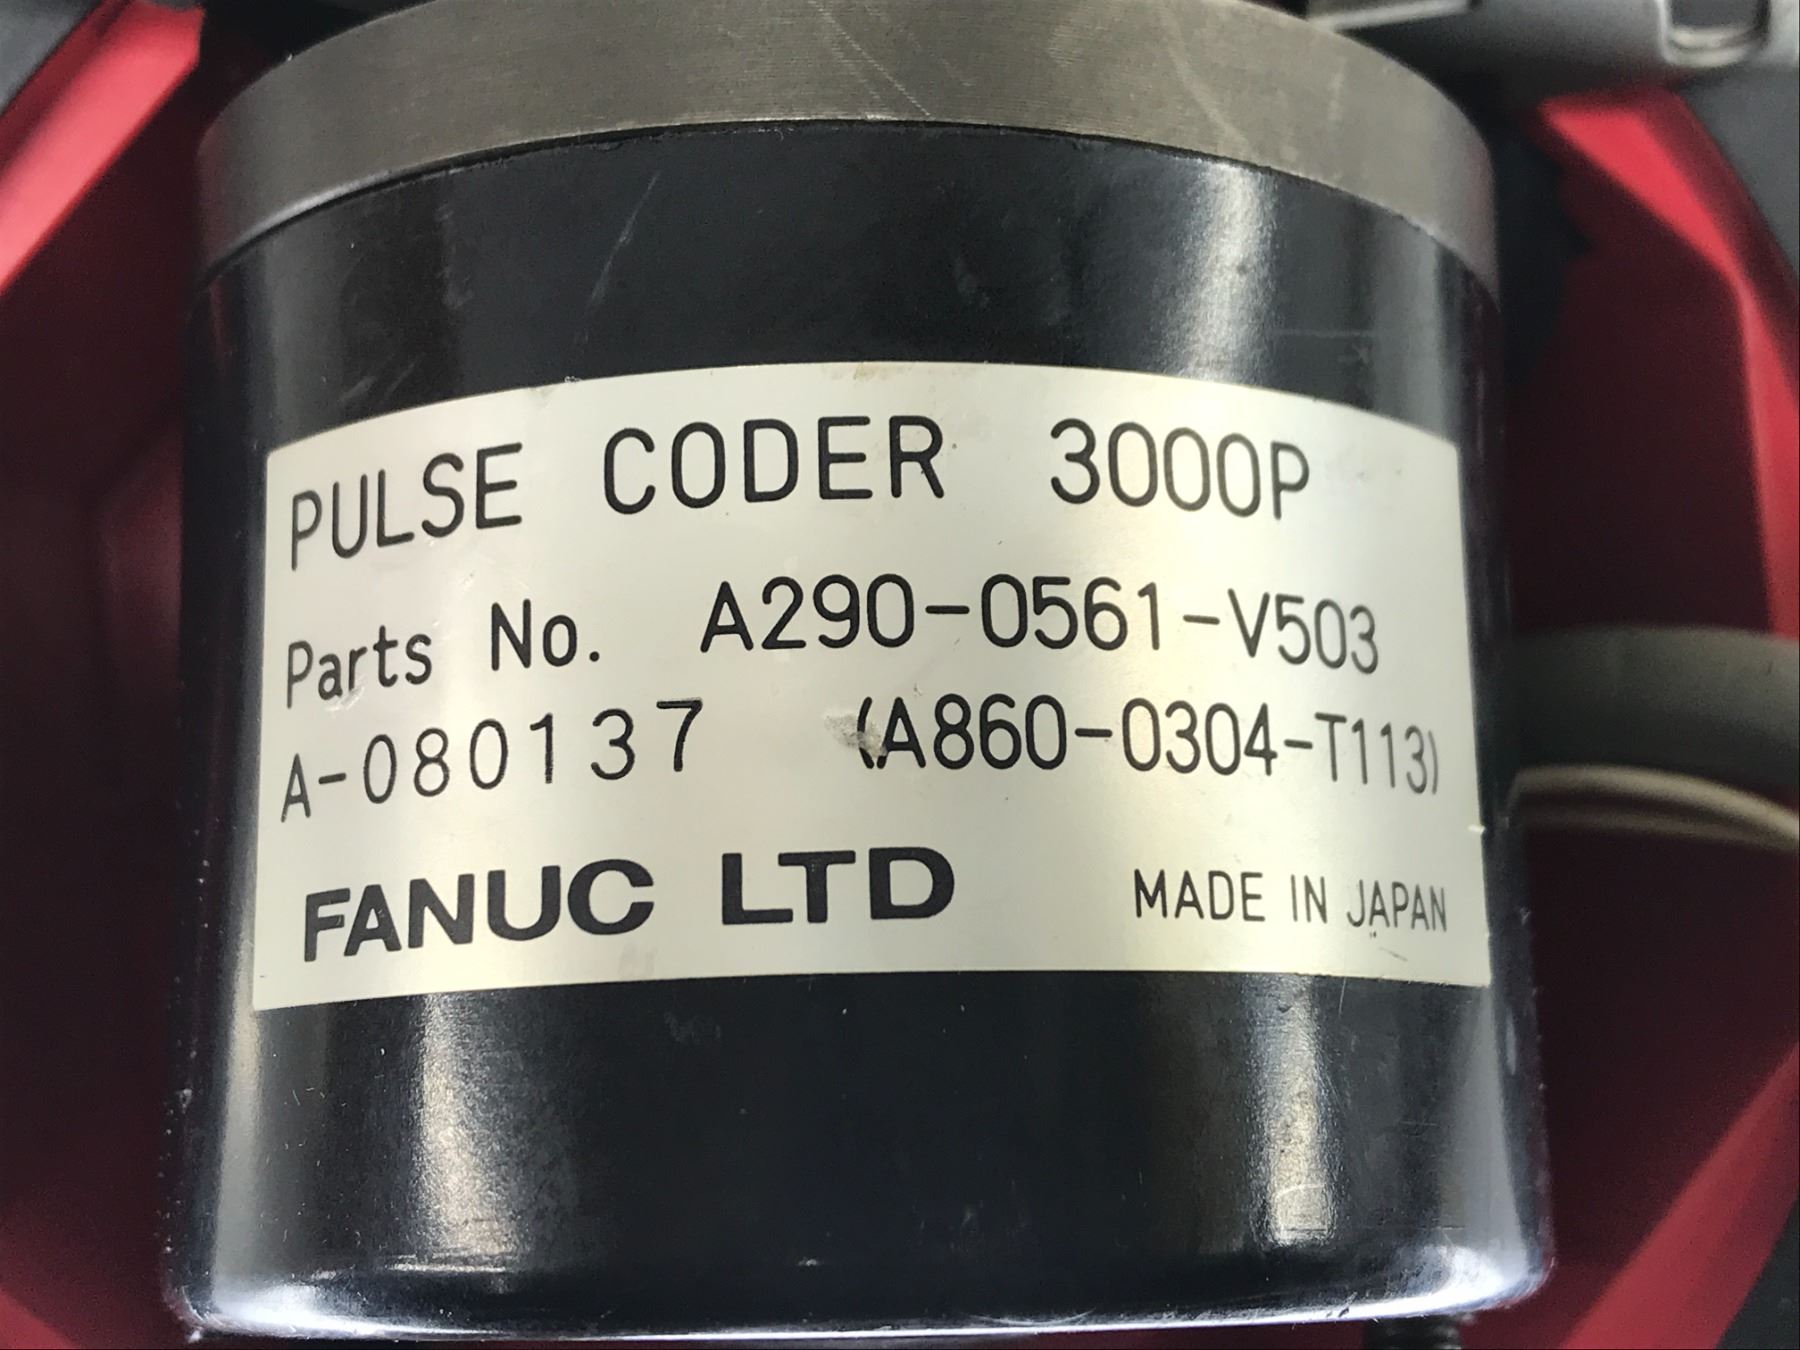 PULSE CODER 3000P
Parts No. A290-0561-V503
A-080137 (A860-0304-T113)
FANUC LTD MADE IN JAPAN